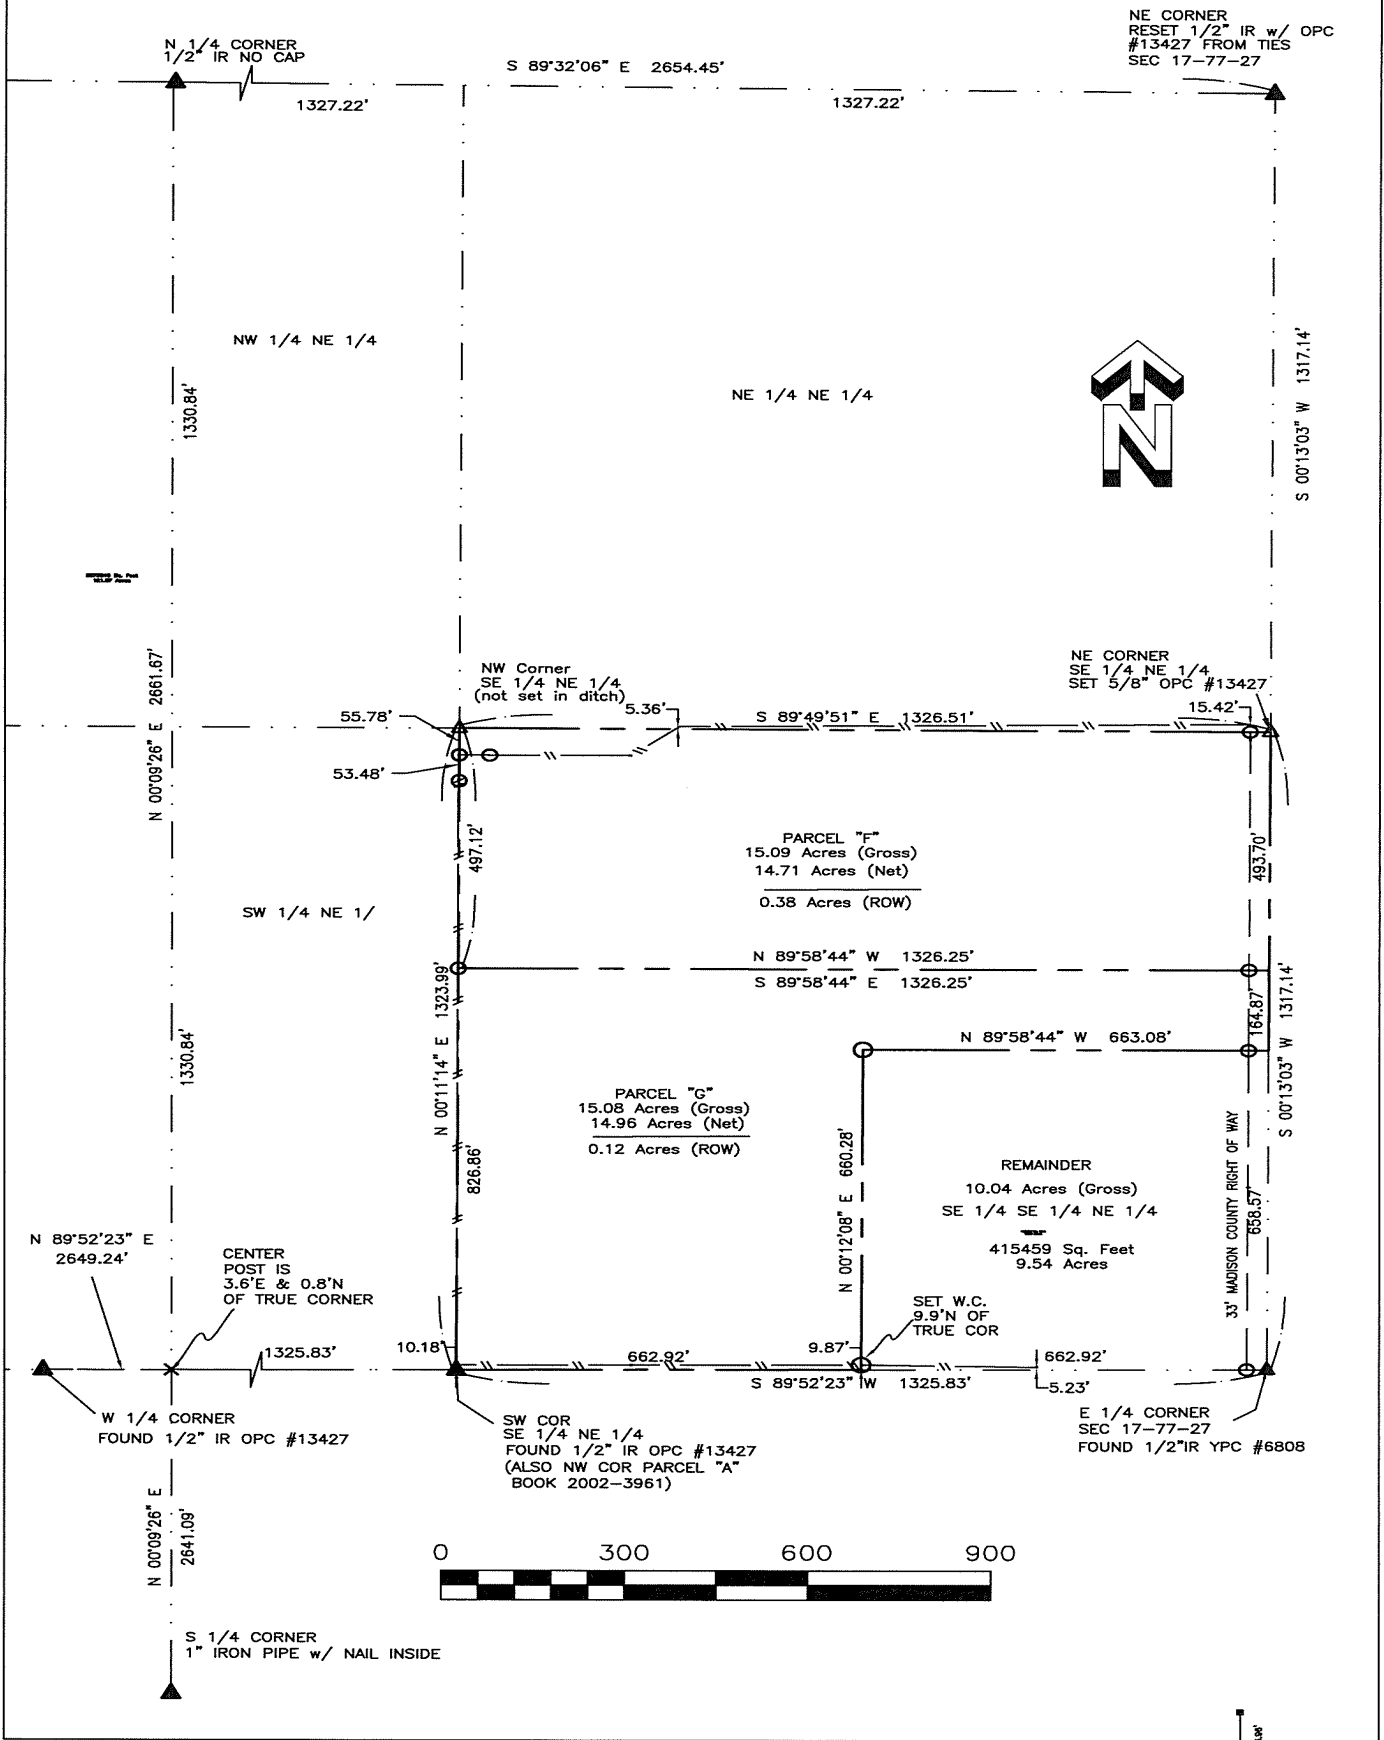 N 1/4 CORNER
1/2" IR NO CAP
NE CORNER
RESET 1/2" IR w/ OPC
#13427 FROM TIES
SEC 17-77-27
S 89°32'06" E 2654.45'
1327.22'
1327.22'
NW 1/4 NE 1/4
NE 1/4 NE 1/4
1330.84'
S 00°13'03" W 1317.14'
N
N 00°09'26" E 2661.67'
NW Corner
SE 1/4 NE 1/4
(not set in ditch)
NE CORNER
SE 1/4 NE 1/4
SET 5/8" OPC #13427
55.78'
5.36'
S 89°49'51" E 1326.51'
15.42'
53.48'
497.12'
PARCEL "F"
15.09 Acres (Gross)
14.71 Acres (Net)
0.38 Acres (ROW)
493.70'
SW 1/4 NE 1/
N 89°58'44" W 1326.25'
S 89°58'44" E 1326.25'
N 00°11'14" E 1323.99'
164.87'
S 00°13'03" W 1317.14'
1330.84'
N 89°58'44" W 663.08'
PARCEL "G"
15.08 Acres (Gross)
14.96 Acres (Net)
0.12 Acres (ROW)
826.86'
N 00°12'08" E 660.28'
REMAINDER
10.04 Acres (Gross)
SE 1/4 SE 1/4 NE 1/4
415459 Sq. Feet
9.54 Acres
33' MADISON COUNTY RIGHT OF WAY
658.57'
N 89°52'23" E
2649.24'
CENTER
POST IS
3.6'E & 0.8'N
OF TRUE CORNER
SET W.C.
9.9'N OF
TRUE COR
1325.83'
10.18'
662.92'
9.87'
662.92'
S 89°52'23" W 1325.83'
5.23'
W 1/4 CORNER
FOUND 1/2" IR OPC #13427
SW COR
SE 1/4 NE 1/4
FOUND 1/2" IR OPC #13427
(ALSO NW COR PARCEL "A"
BOOK 2002-3961)
E 1/4 CORNER
SEC 17-77-27
FOUND 1/2"IR YPC #6808
N 00°09'26" E
2641.09'
0 300 600 900
S 1/4 CORNER
1" IRON PIPE w/ NAIL INSIDE